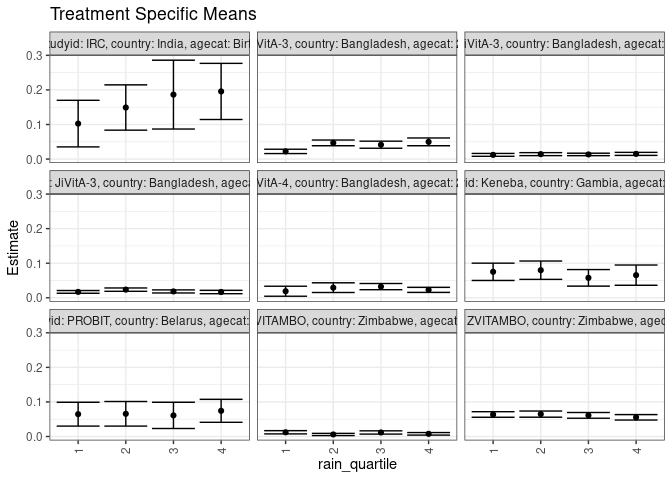 Treatment Specific Means
udyid: IRC, country: India, agecat: Birt
VitA-3, country: Bangladesh, agecat:
iVitA-3, country: Bangladesh, agecat:
0.3
0.2
0.1
0.0
: JiVitA-3, country: Bangladesh, agec
VitA-4, country: Bangladesh, agecat:
id: Keneba, country: Gambia, agecat:
0.3
0.2
0.1
0.0
id: PROBIT, country: Belarus, agecat:
VITAMBO, country: Zimbabwe, agecat
ZVITAMBO, country: Zimbabwe, agec
0.3
0.2
0.1
0.0
1 2 3 4
1 2 3 4
1 2 3 4
Estimate
rain_quartile